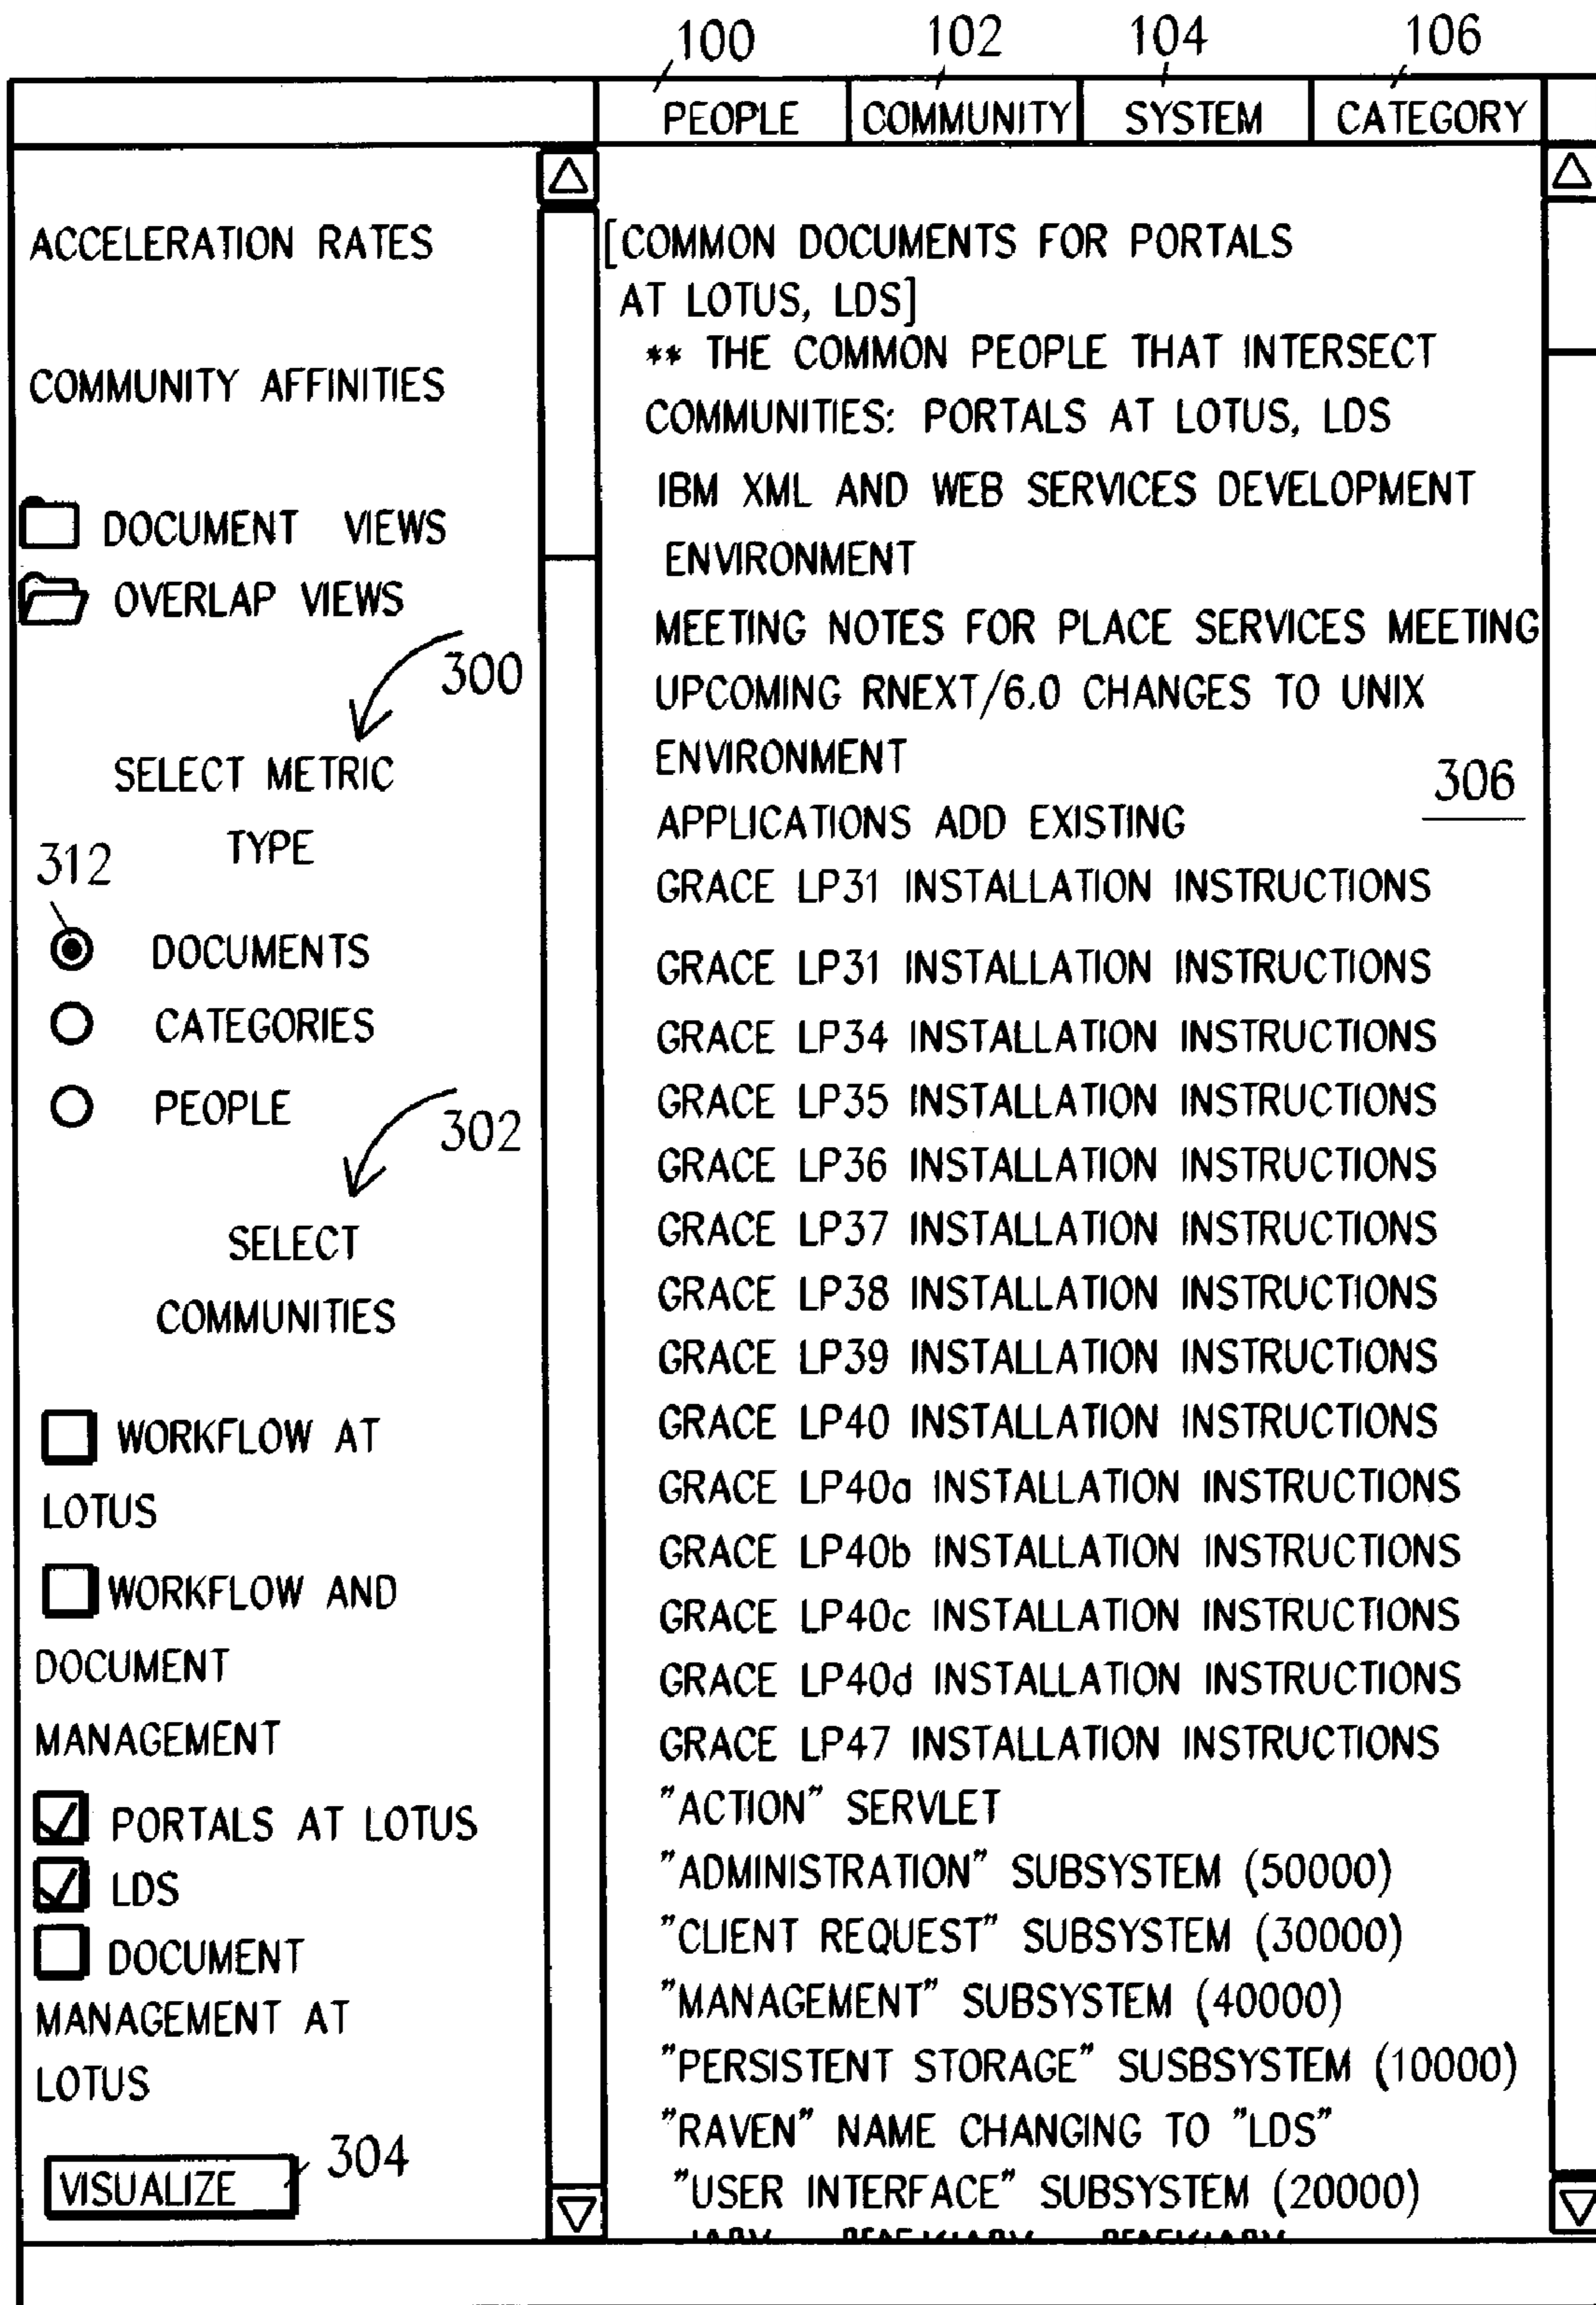 100 102 104 106
PEOPLE COMMUNITY SYSTEM CATEGORY
ACCELERATION RATES
COMMUNITY AFFINITIES
DOCUMENT VIEWS
OVERLAP VIEWS
300
SELECT METRIC
TYPE
312
DOCUMENTS
CATEGORIES
PEOPLE
302
SELECT
COMMUNITIES
WORKFLOW AT
LOTUS
WORKFLOW AND
DOCUMENT
MANAGEMENT
PORTALS AT LOTUS
LDS
DOCUMENT
MANAGEMENT AT
LOTUS
VISUALIZE 304
[COMMON DOCUMENTS FOR PORTALS
AT LOTUS, LDS]
** THE COMMON PEOPLE THAT INTERSECT
COMMUNITIES: PORTALS AT LOTUS, LDS
IBM XML AND WEB SERVICES DEVELOPMENT
ENVIRONMENT
MEETING NOTES FOR PLACE SERVICES MEETING
UPCOMING RNEXT/6.0 CHANGES TO UNIX
ENVIRONMENT
306
APPLICATIONS ADD EXISTING
GRACE LP31 INSTALLATION INSTRUCTIONS
GRACE LP31 INSTALLATION INSTRUCTIONS
GRACE LP34 INSTALLATION INSTRUCTIONS
GRACE LP35 INSTALLATION INSTRUCTIONS
GRACE LP36 INSTALLATION INSTRUCTIONS
GRACE LP37 INSTALLATION INSTRUCTIONS
GRACE LP38 INSTALLATION INSTRUCTIONS
GRACE LP39 INSTALLATION INSTRUCTIONS
GRACE LP40 INSTALLATION INSTRUCTIONS
GRACE LP40a INSTALLATION INSTRUCTIONS
GRACE LP40b INSTALLATION INSTRUCTIONS
GRACE LP40c INSTALLATION INSTRUCTIONS
GRACE LP40d INSTALLATION INSTRUCTIONS
GRACE LP47 INSTALLATION INSTRUCTIONS
"ACTION" SERVLET
"ADMINISTRATION" SUBSYSTEM (50000)
"CLIENT REQUEST" SUBSYSTEM (30000)
"MANAGEMENT" SUBSYSTEM (40000)
"PERSISTENT STORAGE" SUSBSYSTEM (10000)
"RAVEN" NAME CHANGING TO "LDS"
"USER INTERFACE" SUBSYSTEM (20000)